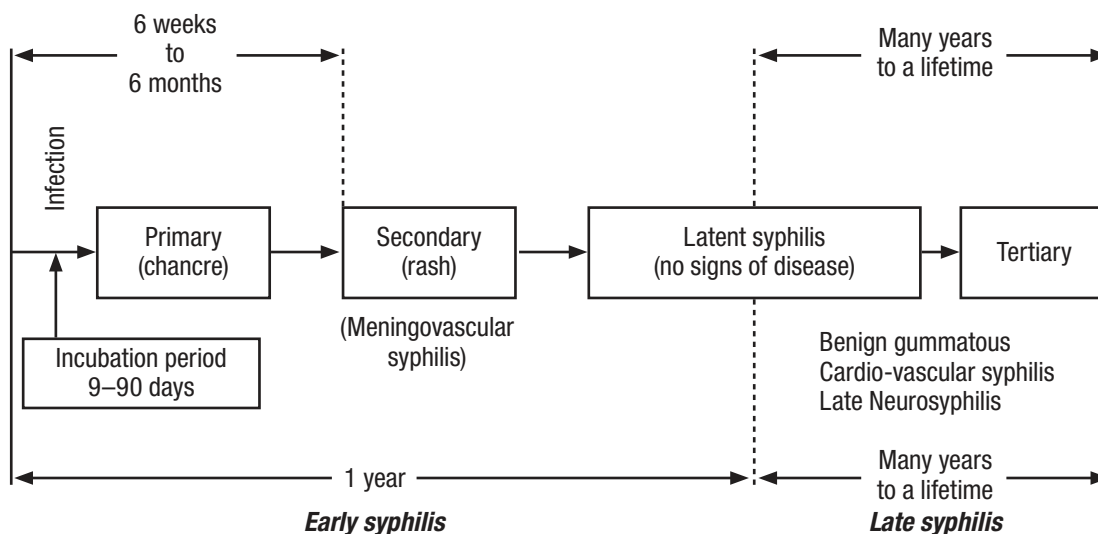 6 weeks
to
6 months
Many years
to a lifetime
Infection
Primary
(chancre)
Secondary
(rash)
Latent syphilis
(no signs of disease)
Tertiary
(Meningovascular
syphilis)
Incubation period
9–90 days
Benign gummatous
Cardio-vascular syphilis
Late Neurosyphilis
1 year
Many years
to a lifetime
Early syphilis
Late syphilis